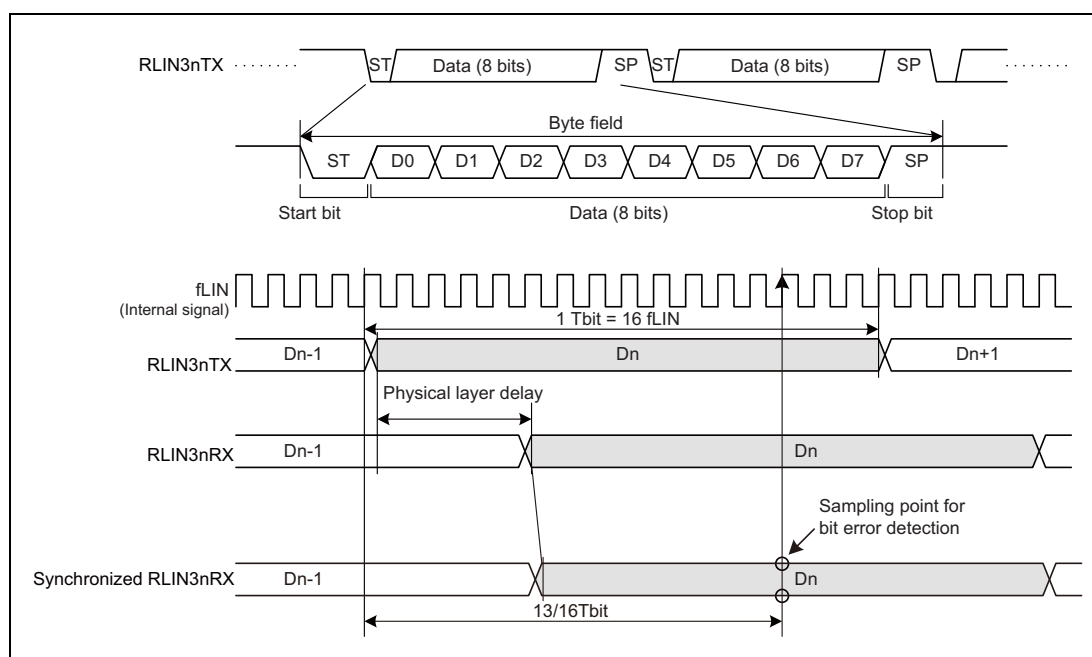 RLIN3nTX
ST Data (8 bits) SP ST Data (8 bits) SP
Byte field
ST D0 D1 D2 D3 D4 D5 D6 D7 SP
Start bit Data (8 bits) Stop bit
fLIN
(Internal signal)
1 Tbit = 16 fLIN
RLIN3nTX Dn-1 Dn Dn+1
Physical layer delay
RLIN3nRX Dn-1 Dn
Sampling point for
bit error detection
Synchronized RLIN3nRX Dn-1 Dn
13/16Tbit